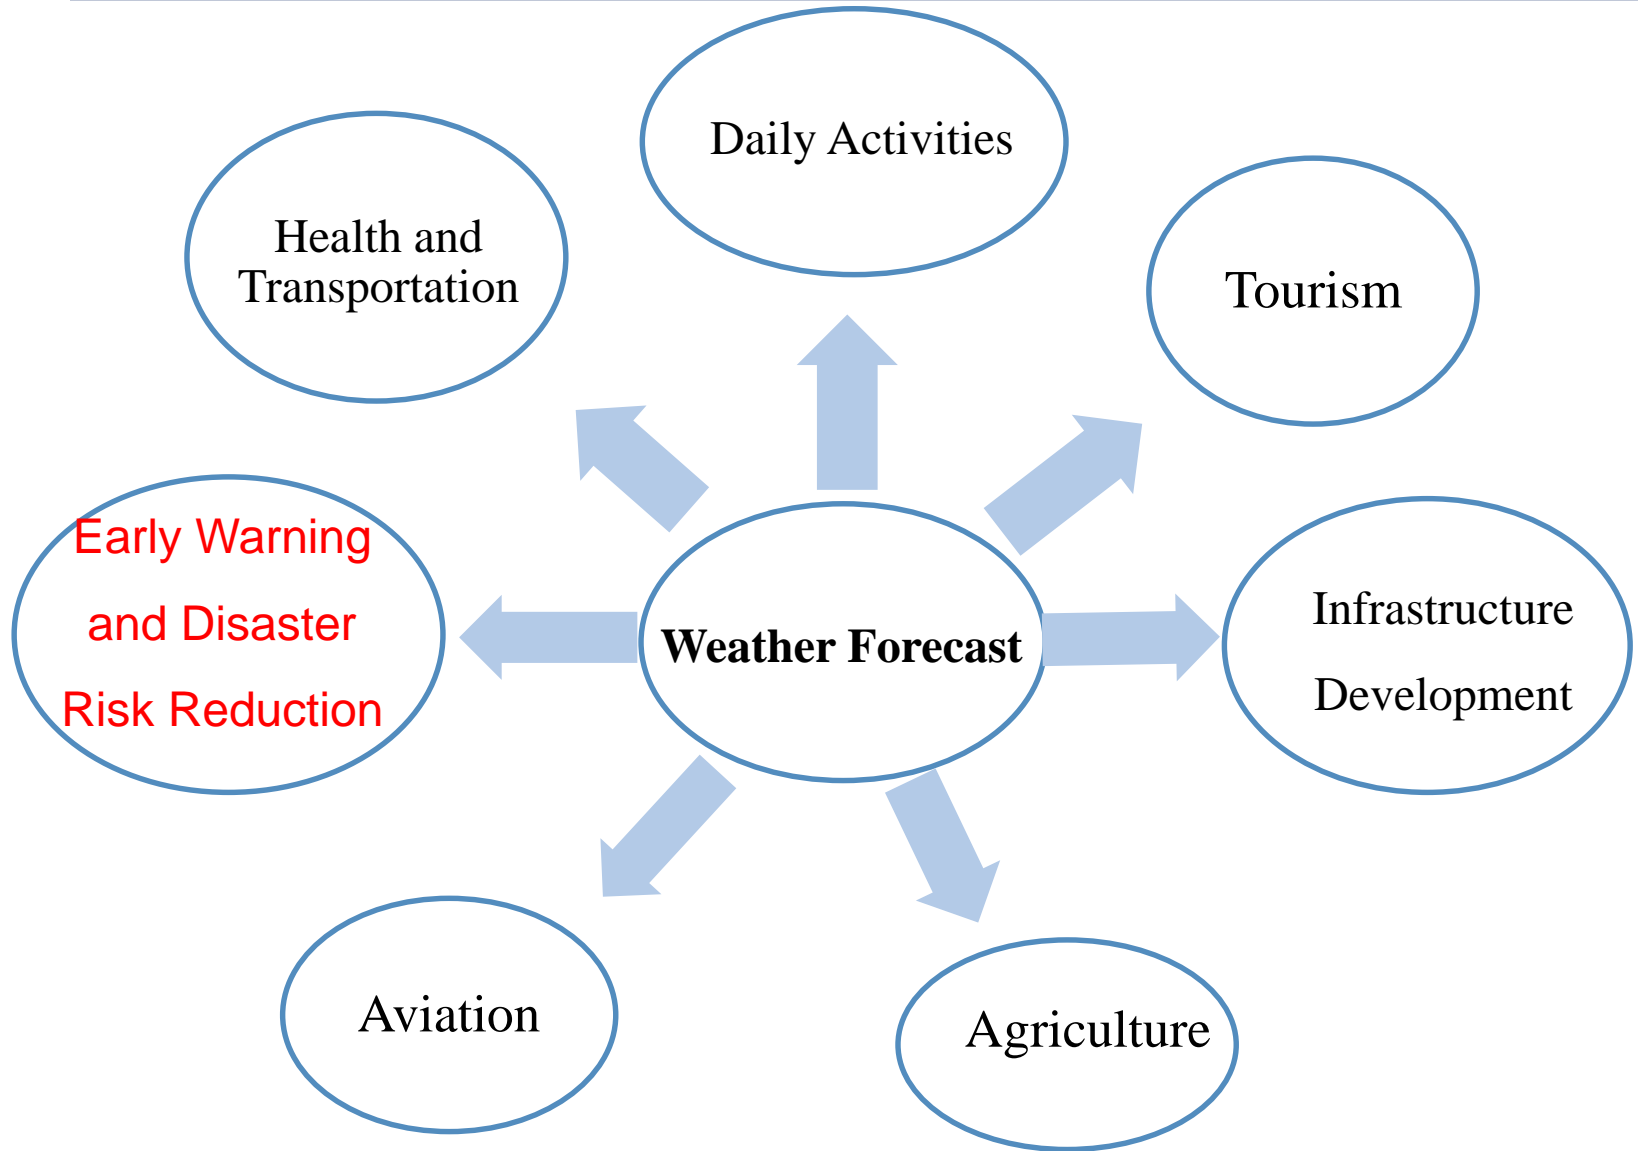 Daily Activities
Health and
Transportation
Tourism
Early Warning
and Disaster
Risk Reduction
Weather Forecast
Infrastructure
Development
Aviation
Agriculture